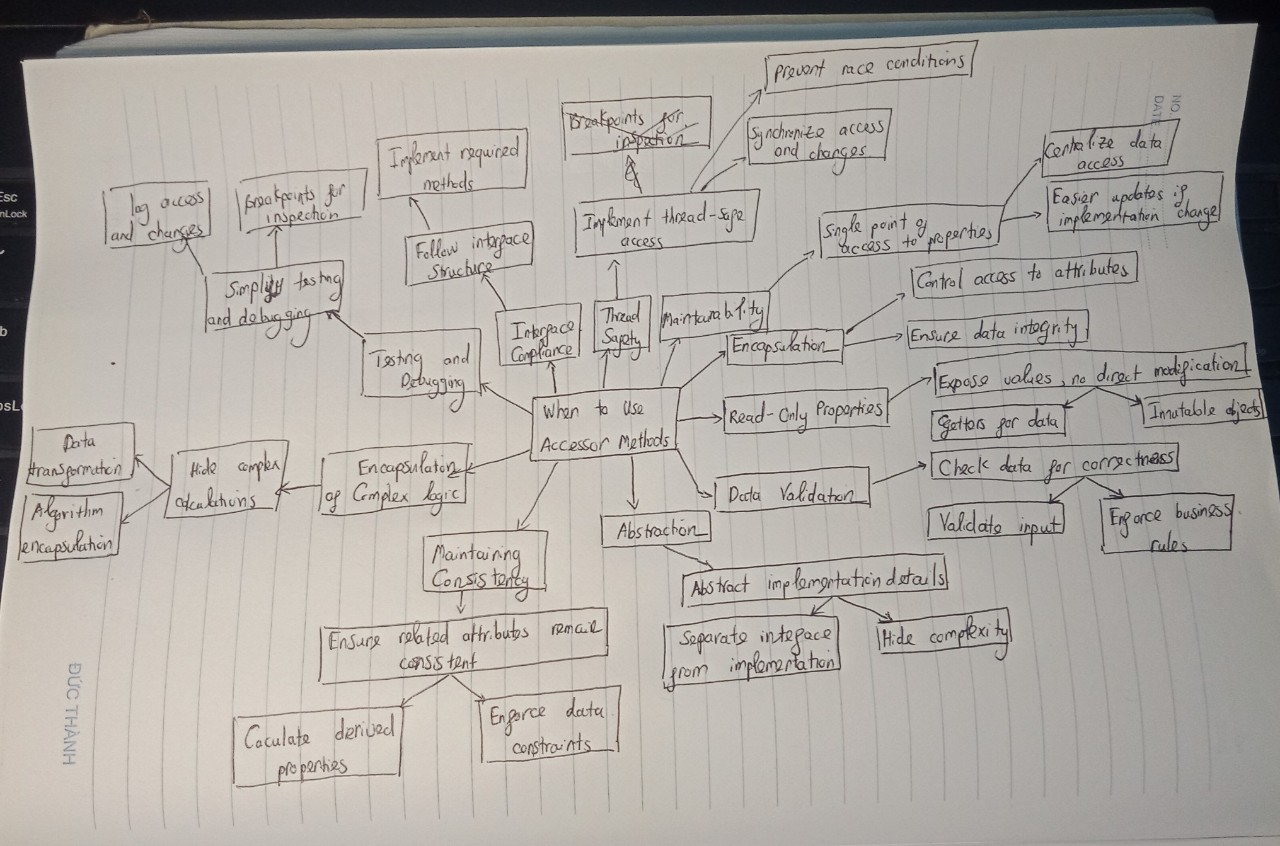 Prevent race conditions
Breakpoints for
inspection
Synchronize access
and changes
NO
DATE
Implement required
methods
Centralize data
access
log access
and changes
Breakpoints for
inspection
Implement thread-safe
access
Single point of
access to properties
Easier updates if
implementation change
Follow interface
Structure
Control access to attributes
Simplify testing
and debugging
Interface
Compliance
Thread
Safety
Maintainability
Encapsulation
Ensure data integrity
Testing and
Debugging
When to Use
Accessor Methods
Read-Only Properties
Expose values, no direct modification
Gettors for data
Immutable objects
Data
transformation
Algorithm
encapsulation
Hide complex
calculations
Encapsulation
of Complex logic
Data Validation
Check data for correctness
Validate input
Enforce business
rules
Abstraction
Maintaining
Consistency
Abstract implementation details
Separate inteface
from implementation
Hide complexity
Ensure related attributes remain
consistent
Caculate derived
properties
Enforce data
constraints
ĐỨC THÀNH
Esc